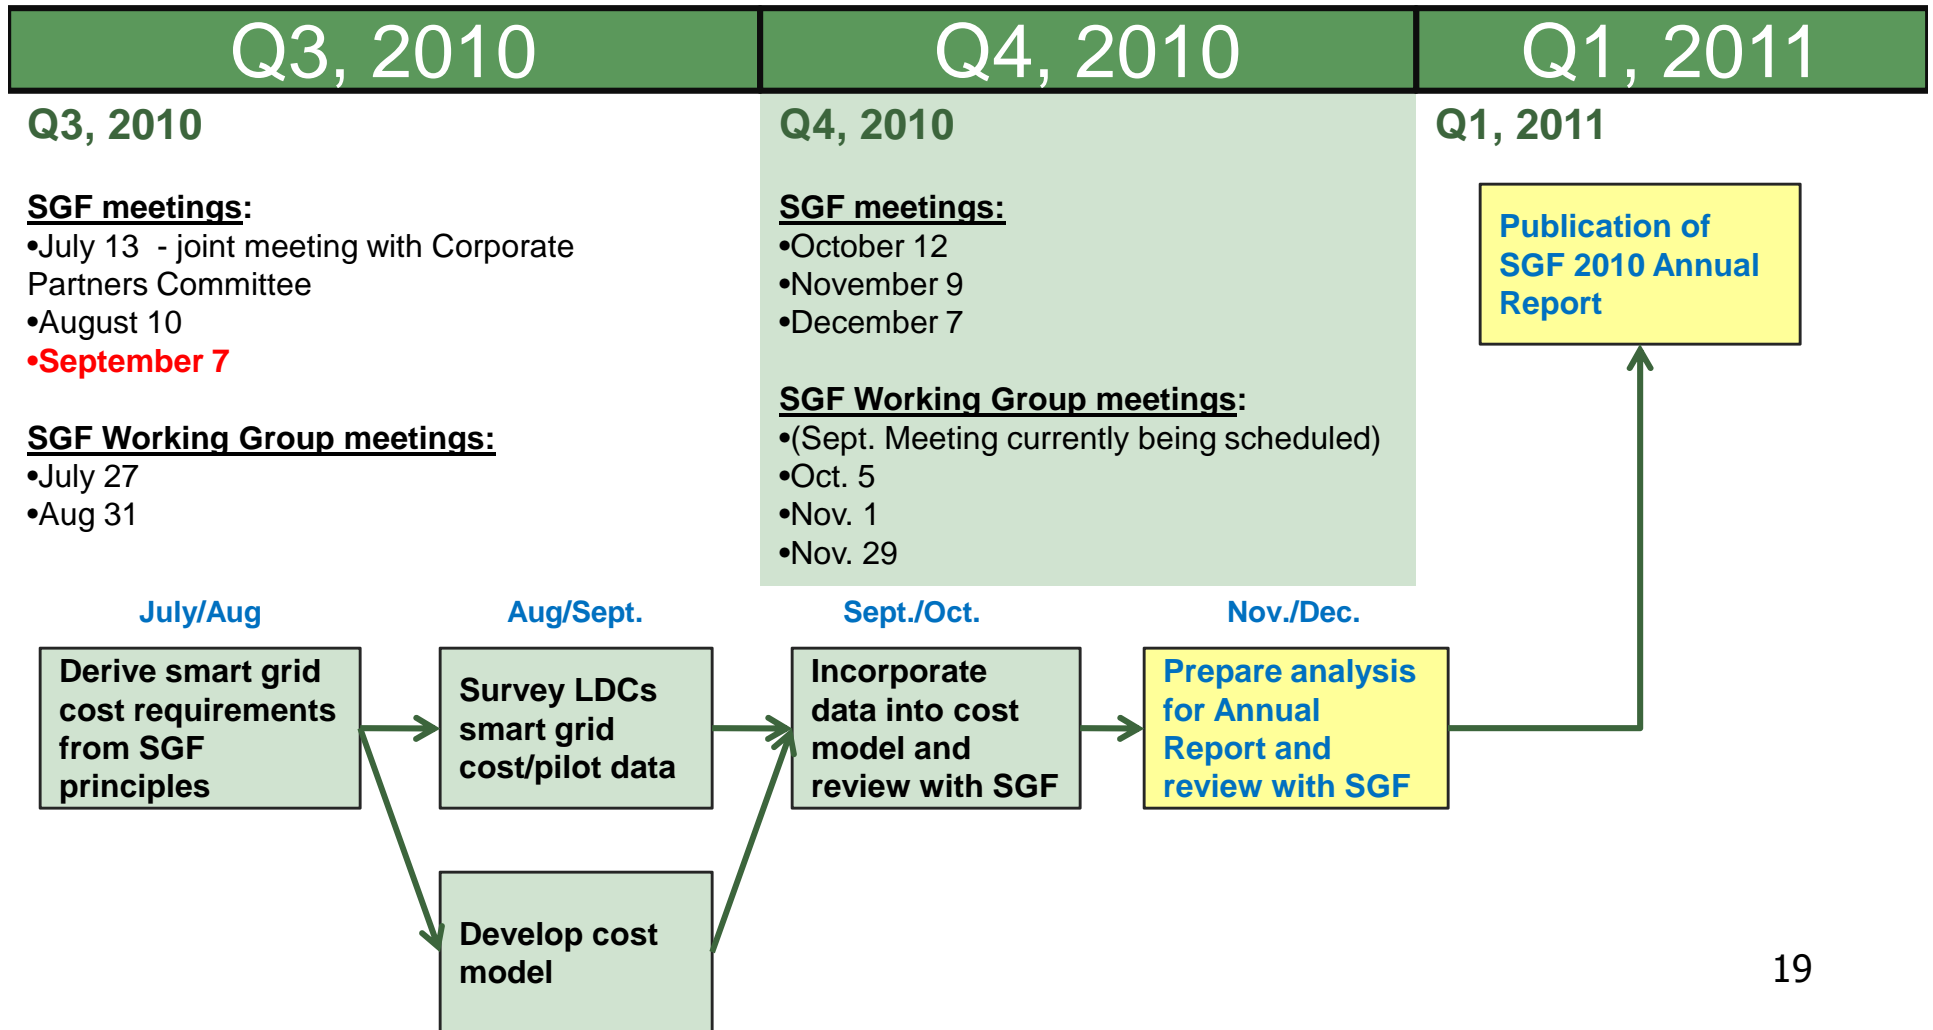 Q3, 2010
Q4, 2010
Q1, 2011
Q3, 2010
SGF meetings:
•July 13  - joint meeting with Corporate
Partners Committee
•August 10
•September 7
SGF Working Group meetings:
•July 27
•Aug 31
Q4, 2010
SGF meetings:
•October 12
•November 9
•December 7
SGF Working Group meetings:
•(Sept. Meeting currently being scheduled)
•Oct. 5
•Nov. 1
•Nov. 29
Q1, 2011
Publication of
SGF 2010 Annual
Report
July/Aug
Derive smart grid
cost requirements
from SGF
principles
Aug/Sept.
Survey LDCs
smart grid
cost/pilot data
Develop cost
model
Sept./Oct.
Incorporate
data into cost
model and
review with SGF
Nov./Dec.
Prepare analysis
for Annual
Report and
review with SGF
19